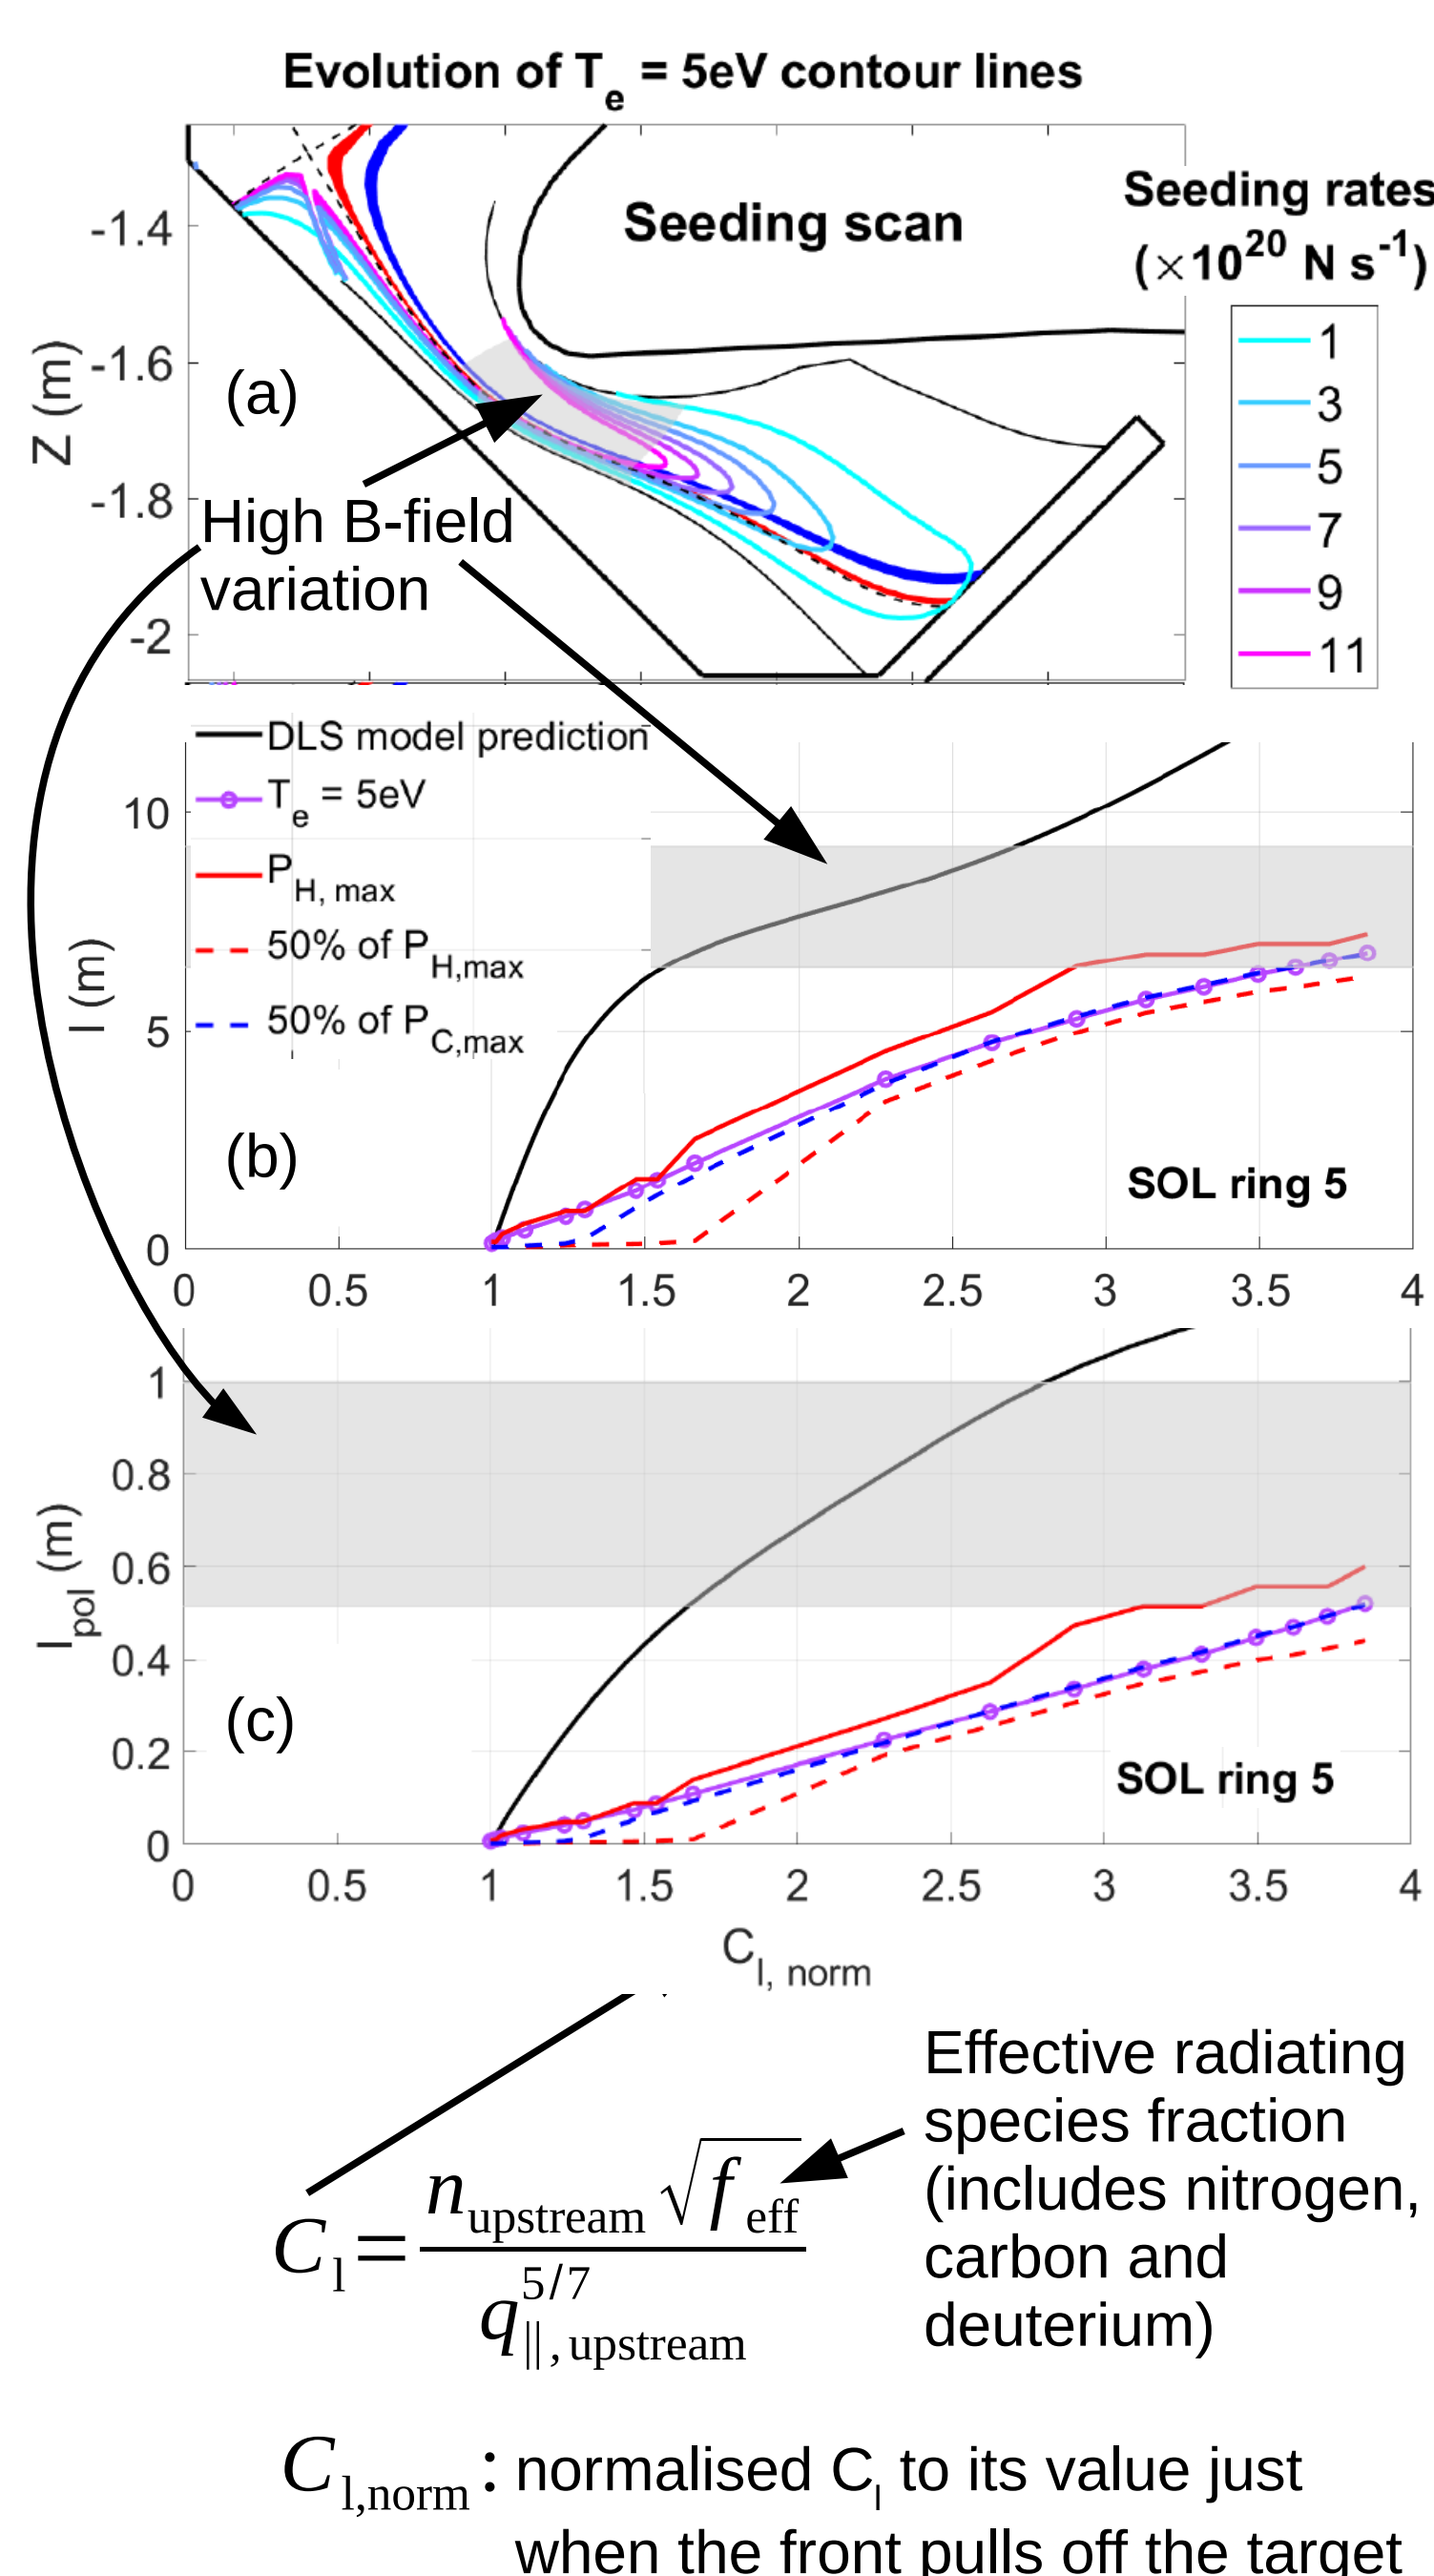 Evolution of Te = 5eV contour lines
Seeding scan
Seeding rates
(×10^20 N s^-1)
1
3
5
7
9
11
Z (m)
-1.4
-1.6
-1.8
-2
(a)
High B-field
variation
DLS model prediction
Te = 5eV
PH, max
50% of PH,max
50% of PC,max
l (m)
10
5
0
(b)
SOL ring 5
0 0.5 1 1.5 2 2.5 3 3.5 4
lpol (m)
1
0.8
0.6
0.4
0.2
0
(c)
SOL ring 5
0 0.5 1 1.5 2 2.5 3 3.5 4
Cl, norm
Effective radiating
species fraction
(includes nitrogen,
carbon and
deuterium)
Cl = nupstream √feff / q∥,upstream^5/7
Cl,norm : normalised Cl to its value just
when the front pulls off the target